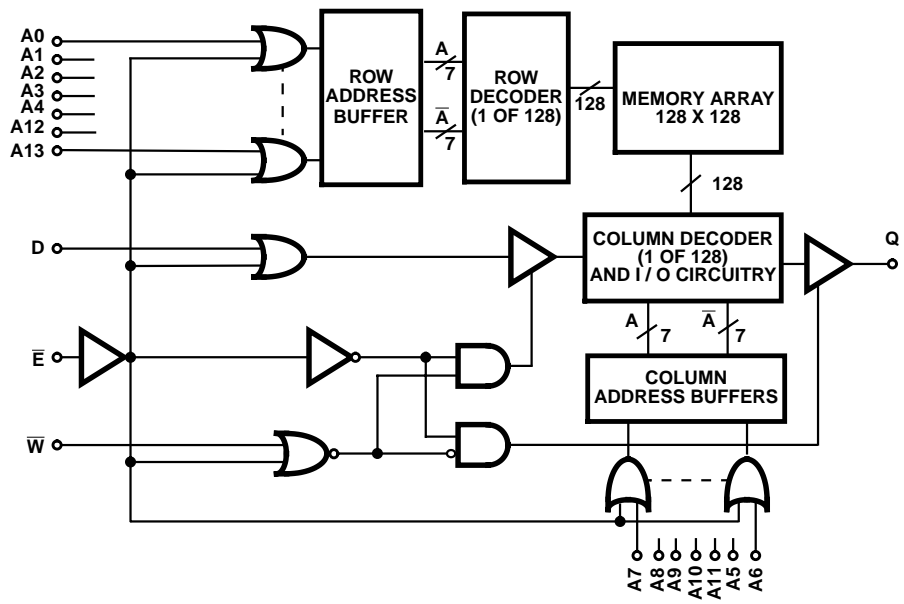 A0
A1
A2
A3
A4
A12
A13
ROW
ADDRESS
BUFFER
A
7
A̅
7
ROW
DECODER
(1 OF 128)
128
MEMORY ARRAY
128 X 128
128
D
COLUMN DECODER
(1 OF 128)
AND I / O CIRCUITRY
Q
A
7
A̅
7
E̅
COLUMN
ADDRESS BUFFERS
W̅
A7
A8
A9
A10
A11
A5
A6